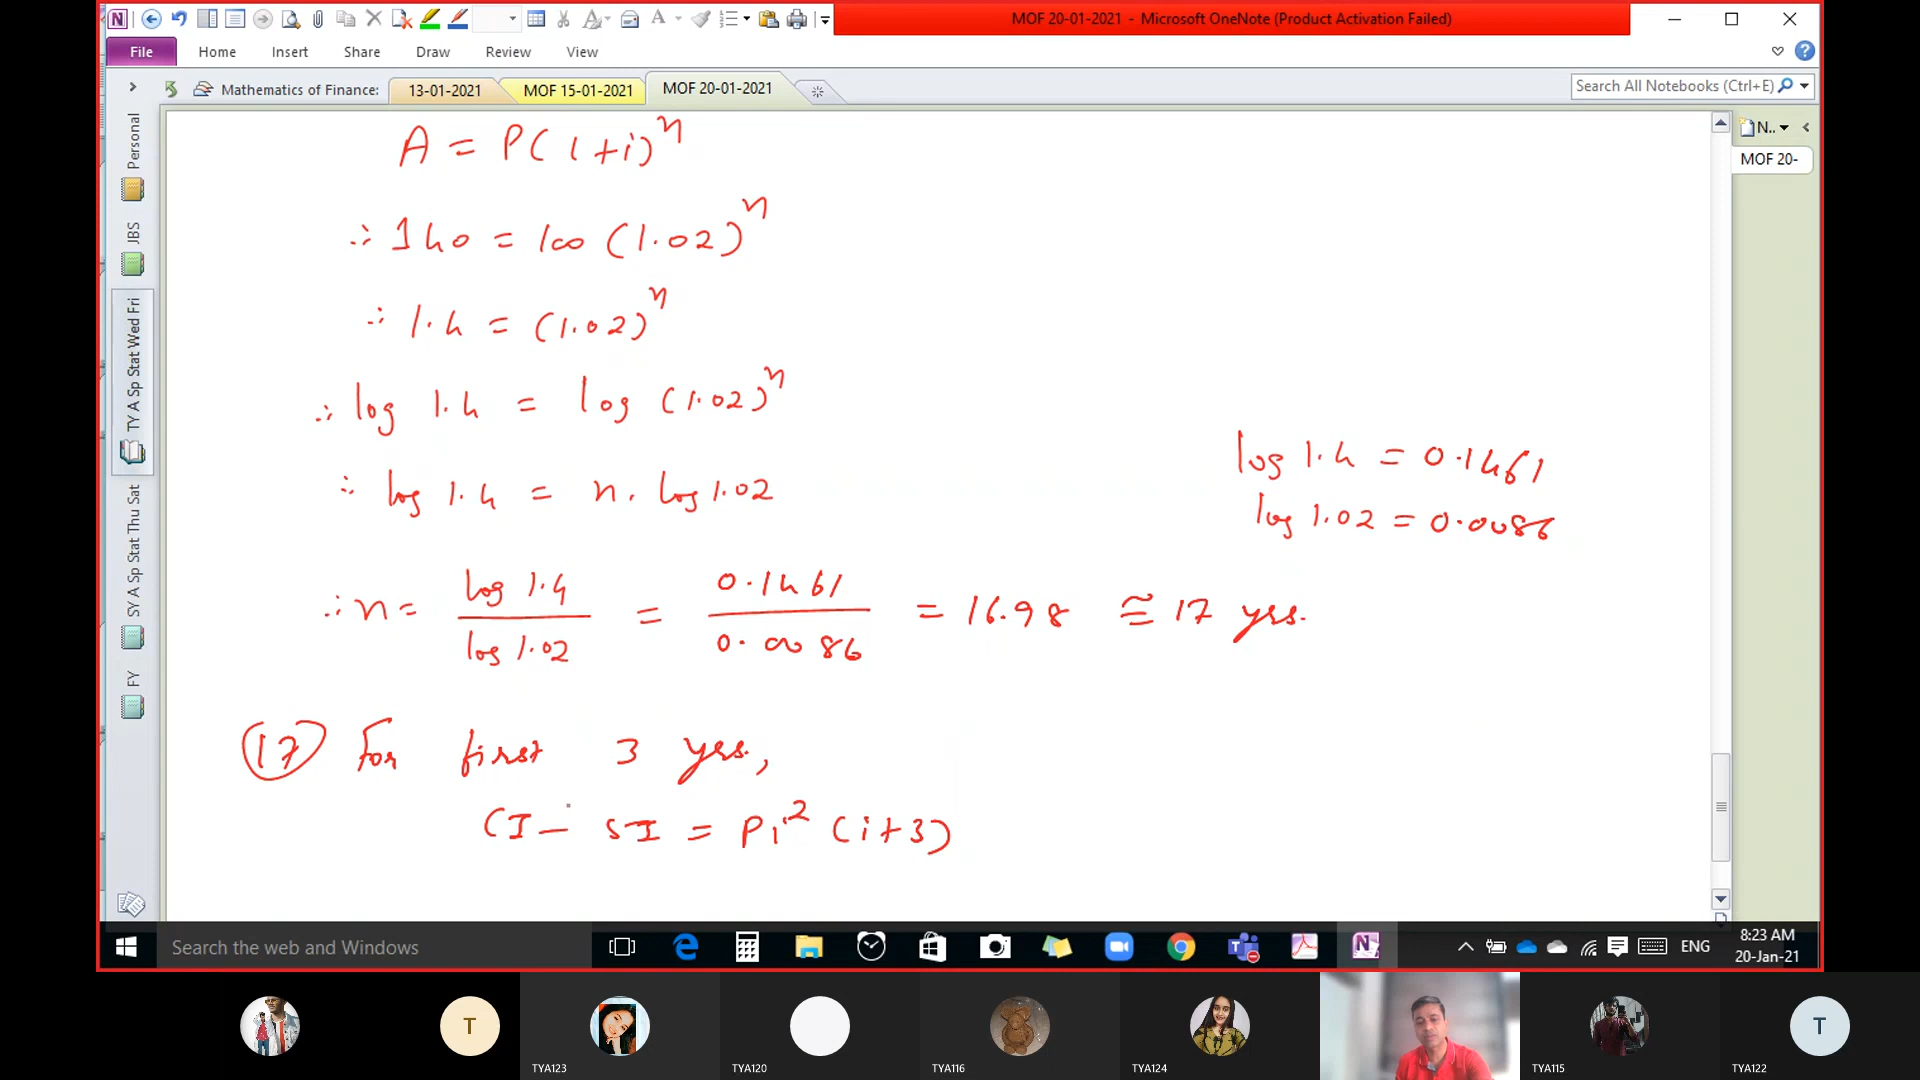 MOF 20-01-2021 - Microsoft OneNote (Product Activation Failed)
File Home Insert Share Draw Review View
Mathematics of Finance: 13-01-2021 MOF 15-01-2021 MOF 20-01-2021 Search All Notebooks (Ctrl+E)
N..
MOF 20-
Personal
JBS
TY A Sp Stat Wed Fri
SY A Sp Stat Thu Sat
FY
A = P(1+i)^n
∴ 140 = 100 (1.02)^n
∴ 1.4 = (1.02)^n
∴ log 1.4 = log (1.02)^n
∴ log 1.4 = n. log 1.02
log 1.4 = 0.1461
log 1.02 = 0.0086
∴ n = log 1.4 / log 1.02 = 0.1461 / 0.0086 = 16.98 ≅ 17 yrs.
(17) For first 3 yrs,
CI - SI = Pi² (i+3)
Search the web and Windows
ENG
8:23 AM
20-Jan-21
T
T
TYA123 TYA120 TYA116 TYA124 TYA115 TYA122